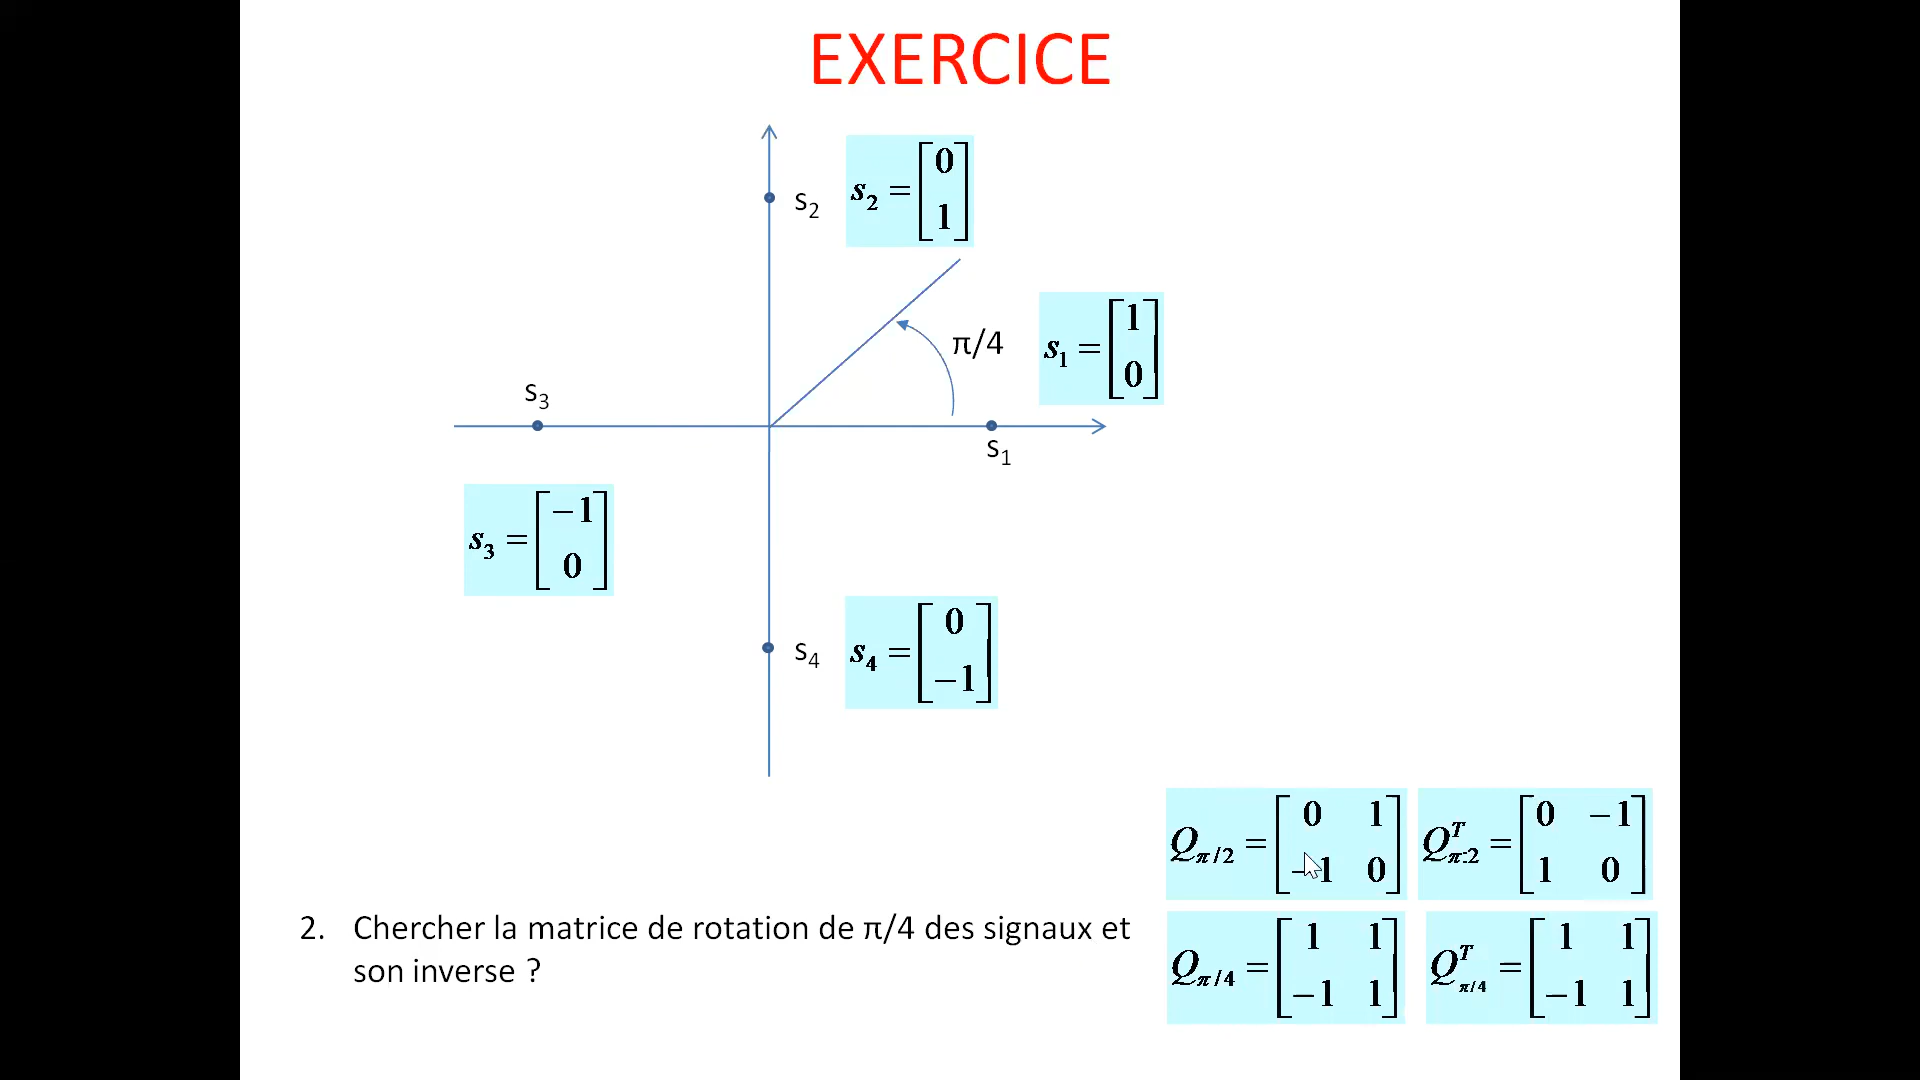 EXERCICE
s2
s2 = [0 1]
π/4
s1 = [1 0]
s3
s1
s3 = [−1 0]
s4
s4 = [0 −1]
Qπ/2 = [0 1 −1 0]
QTπ:2 = [0 −1 1 0]
2. Chercher la matrice de rotation de π/4 des signaux et
son inverse ?
Qπ/4 = [1 1 −1 1]
QTπ/4 = [1 1 −1 1]